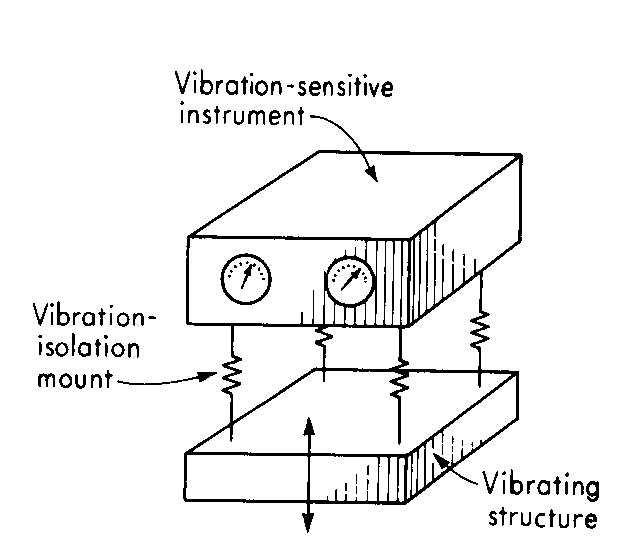 Vibration-sensitive
instrument
Vibration-
isolation
mount
Vibrating
structure